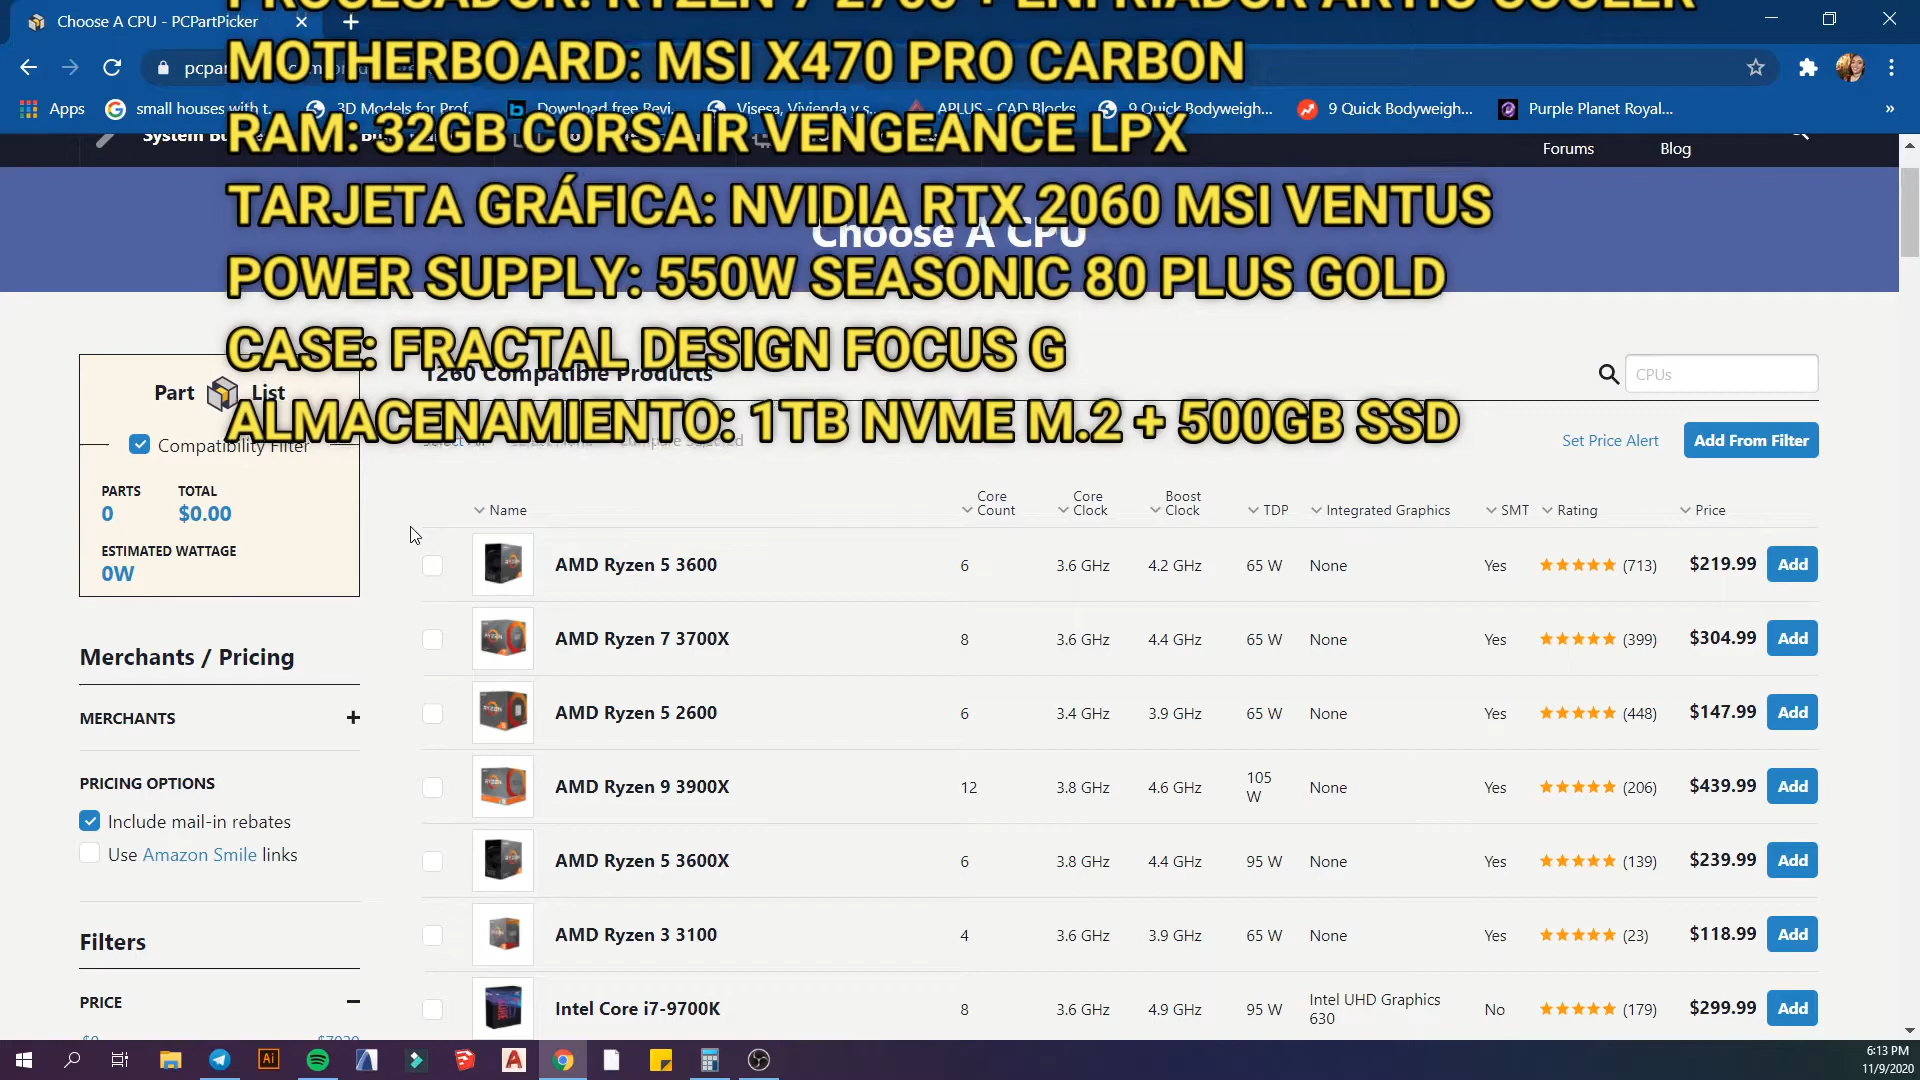 PROCESADOR: RYZEN 7 2700 + ENFRIADOR ARTIC COOLER
MOTHERBOARD: MSI X470 PRO CARBON
RAM: 32GB CORSAIR VENGEANCE LPX
TARJETA GRÁFICA: NVIDIA RTX 2060 MSI VENTUS
POWER SUPPLY: 550W SEASONIC 80 PLUS GOLD
CASE: FRACTAL DESIGN FOCUS G
ALMACENAMIENTO: 1TB NVME M.2 + 500GB SSD
Choose A CPU - PCPartPicker
Apps
small houses with t...
3D Models for Prof...
Download free Revi...
Visesa, Vivienda y s...
APLUS - CAD Blocks
9 Quick Bodyweigh...
9 Quick Bodyweigh...
Purple Planet Royal...
»
Forums
Blog
Choose A CPU
Part List
Compatibility Filter
PARTS TOTAL
0 $0.00
ESTIMATED WATTAGE
0W
1260 Compatible Products
CPUs
Set Price Alert
Add From Filter
Merchants / Pricing
MERCHANTS +
PRICING OPTIONS
Include mail-in rebates
Use Amazon Smile links
Filters
PRICE
Name Core Count Core Clock Boost Clock TDP Integrated Graphics SMT Rating Price
AMD Ryzen 5 3600 6 3.6 GHz 4.2 GHz 65 W None Yes (713) $219.99 Add
AMD Ryzen 7 3700X 8 3.6 GHz 4.4 GHz 65 W None Yes (399) $304.99 Add
AMD Ryzen 5 2600 6 3.4 GHz 3.9 GHz 65 W None Yes (448) $147.99 Add
AMD Ryzen 9 3900X 12 3.8 GHz 4.6 GHz 105 W None Yes (206) $439.99 Add
AMD Ryzen 5 3600X 6 3.8 GHz 4.4 GHz 95 W None Yes (139) $239.99 Add
AMD Ryzen 3 3100 4 3.6 GHz 3.9 GHz 65 W None Yes (23) $118.99 Add
Intel Core i7-9700K 8 3.6 GHz 4.9 GHz 95 W Intel UHD Graphics 630 No (179) $299.99 Add
6:13 PM
11/9/2020